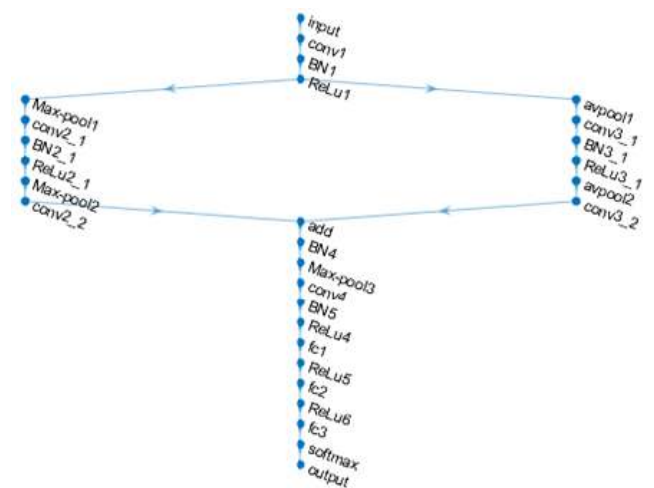 input
conv1
BN1
ReLu1
Max-pool1
conv2_1
BN2_1
ReLu2_1
Max-pool2
conv2_2
avpool1
conv3_1
BN3_1
ReLu3_1
avpool2
conv3_2
add
BN4
Max-pool3
conv4
BN5
ReLu4
fc1
ReLu5
fc2
ReLu6
fc3
softmax
output